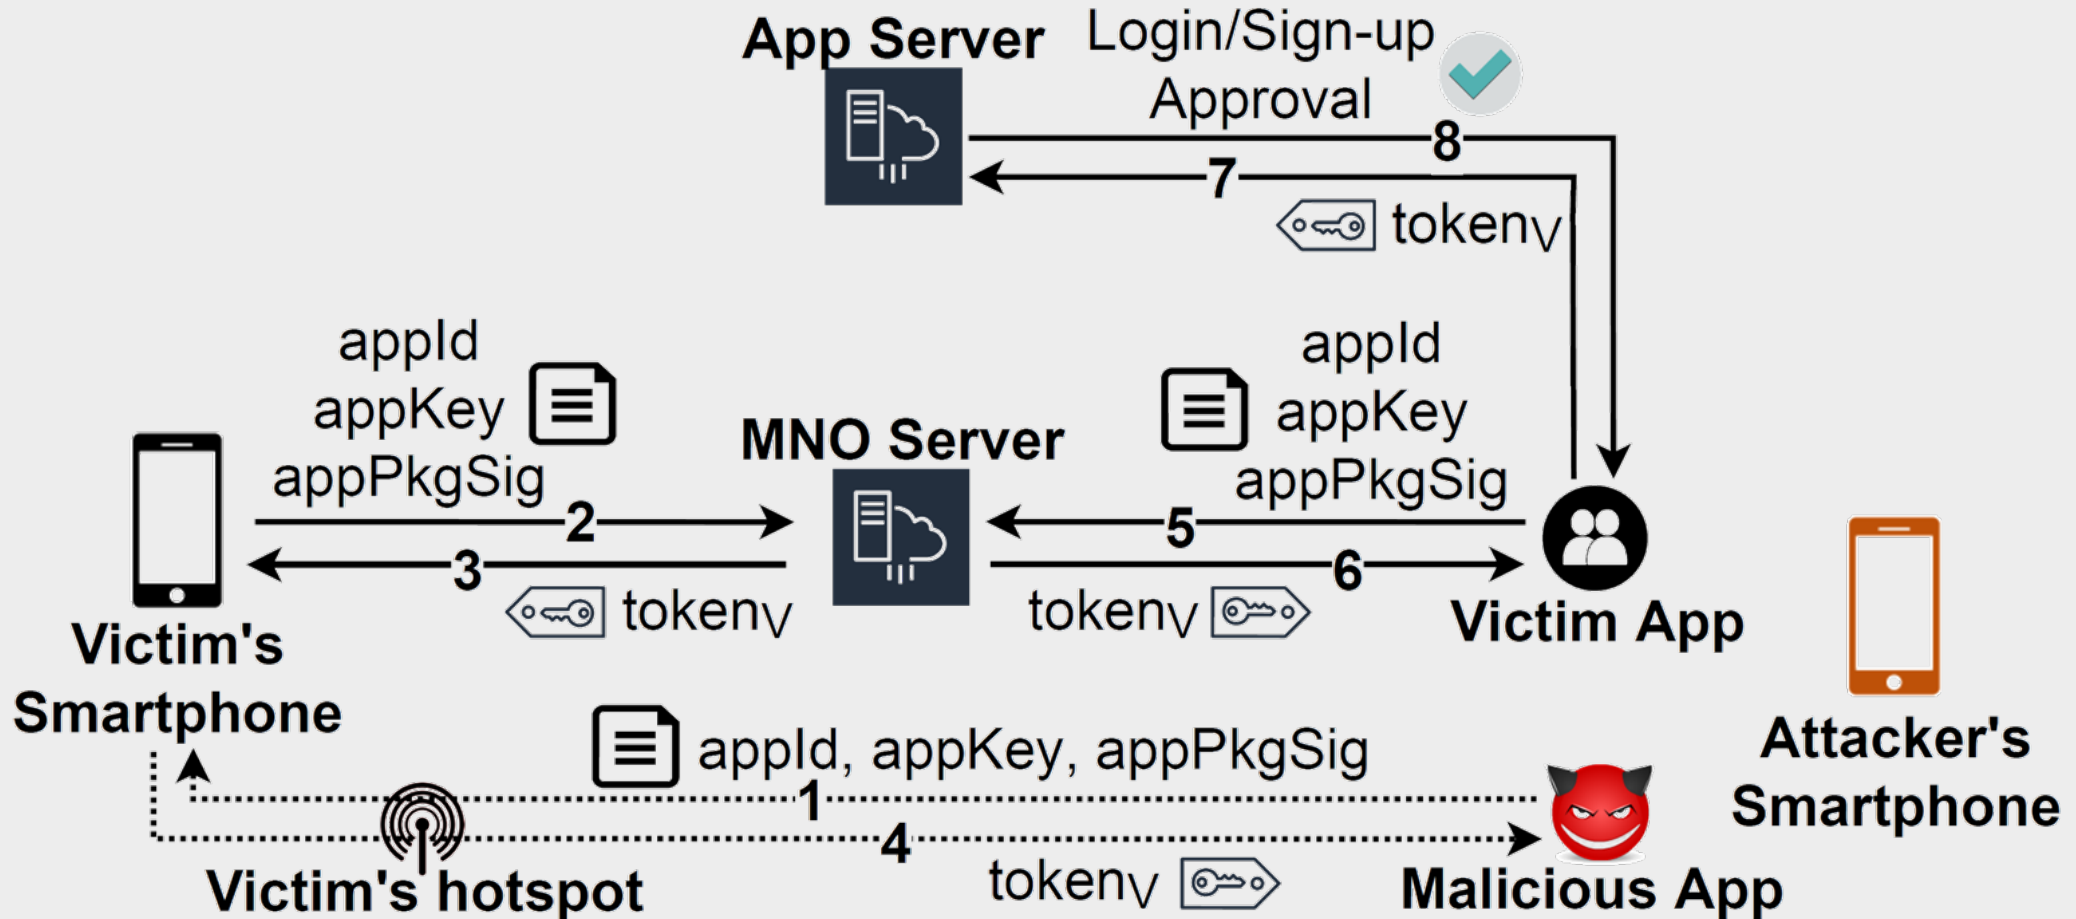 App Server
Login/Sign-up
Approval
8
7
tokenV
appId
appKey
appPkgSig
MNO Server
appId
appKey
appPkgSig
2
3
tokenV
5
6
tokenV
Victim's
Smartphone
Victim App
Attacker's
Smartphone
appId, appKey, appPkgSig
1
4
tokenV
Victim's hotspot
Malicious App